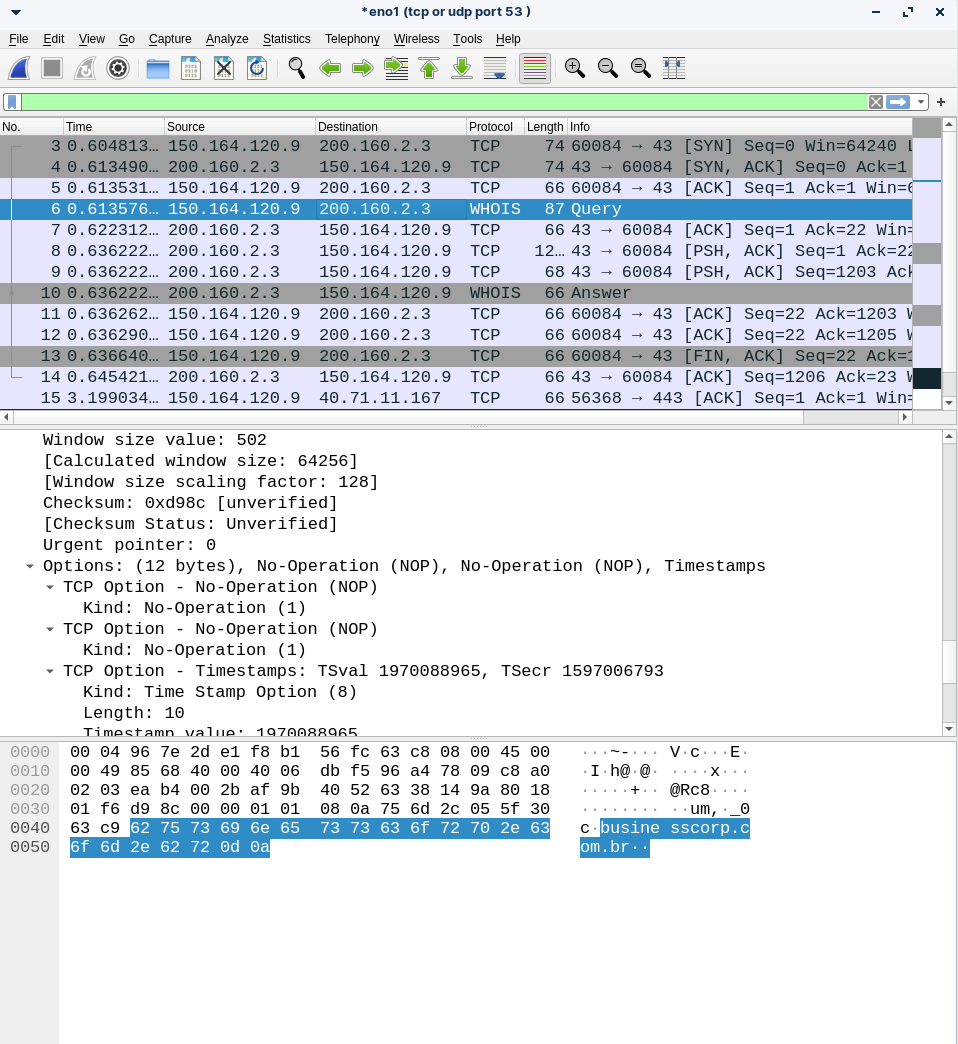 *eno1 (tcp or udp port 53 )
File Edit View Go Capture Analyze Statistics Telephony Wireless Tools Help
No. Time Source Destination Protocol Length Info
3 0.604813… 150.164.120.9 200.160.2.3 TCP 74 60084 → 43 [SYN] Seq=0 Win=64240 L
4 0.613490… 150.164.120.9 200.160.2.3 TCP 74 43 → 60084 [SYN, ACK] Seq=0 Ack=1
5 0.613531… 150.164.120.9 200.160.2.3 TCP 66 60084 → 43 [ACK] Seq=1 Ack=1 Win=6
6 0.613576… 150.164.120.9 200.160.2.3 WHOIS 87 Query
7 0.622312… 200.160.2.3 150.164.120.9 TCP 66 43 → 60084 [ACK] Seq=1 Ack=22 Win=
8 0.636222… 200.160.2.3 150.164.120.9 TCP 12… 43 → 60084 [PSH, ACK] Seq=1 Ack=22
9 0.636222… 200.160.2.3 150.164.120.9 TCP 68 43 → 60084 [PSH, ACK] Seq=1203 Ack
10 0.636222… 200.160.2.3 150.164.120.9 WHOIS 66 Answer
11 0.636262… 150.164.120.9 200.160.2.3 TCP 66 60084 → 43 [ACK] Seq=22 Ack=1203 W
12 0.636290… 150.164.120.9 200.160.2.3 TCP 66 60084 → 43 [ACK] Seq=22 Ack=1205 W
13 0.636640… 150.164.120.9 200.160.2.3 TCP 66 60084 → 43 [FIN, ACK] Seq=22 Ack=1
14 0.645421… 200.160.2.3 150.164.120.9 TCP 66 43 → 60084 [ACK] Seq=1206 Ack=23 W
15 3.199034… 150.164.120.9 40.71.11.167 TCP 66 56368 → 443 [ACK] Seq=1 Ack=1 Win=
Window size value: 502
[Calculated window size: 64256]
[Window size scaling factor: 128]
Checksum: 0xd98c [unverified]
[Checksum Status: Unverified]
Urgent pointer: 0
Options: (12 bytes), No-Operation (NOP), No-Operation (NOP), Timestamps
TCP Option - No-Operation (NOP)
Kind: No-Operation (1)
TCP Option - No-Operation (NOP)
Kind: No-Operation (1)
TCP Option - Timestamps: TSval 1970088965, TSecr 1597006793
Kind: Time Stamp Option (8)
Length: 10
Timestamp value: 1970088965
0000 00 04 96 7e 2d e1 f8 b1 56 fc 63 c8 08 00 45 00 ···~-··· V·c···E·
0010 00 49 85 68 40 00 40 06 db f5 96 a4 78 09 c8 a0 ·I·h@·@· ····x···
0020 02 03 ea b4 00 2b af 9b 40 52 63 38 14 9a 80 18 ·····+·· @Rc8····
0030 01 f6 d9 8c 00 00 01 01 08 0a 75 6d 2c 05 5f 30 ········ ··um,·_0
0040 63 c9 62 75 73 69 6e 65 73 73 63 6f 72 70 2e 63 c·busine sscorp.c
0050 6f 6d 2e 62 72 0d 0a om.br··